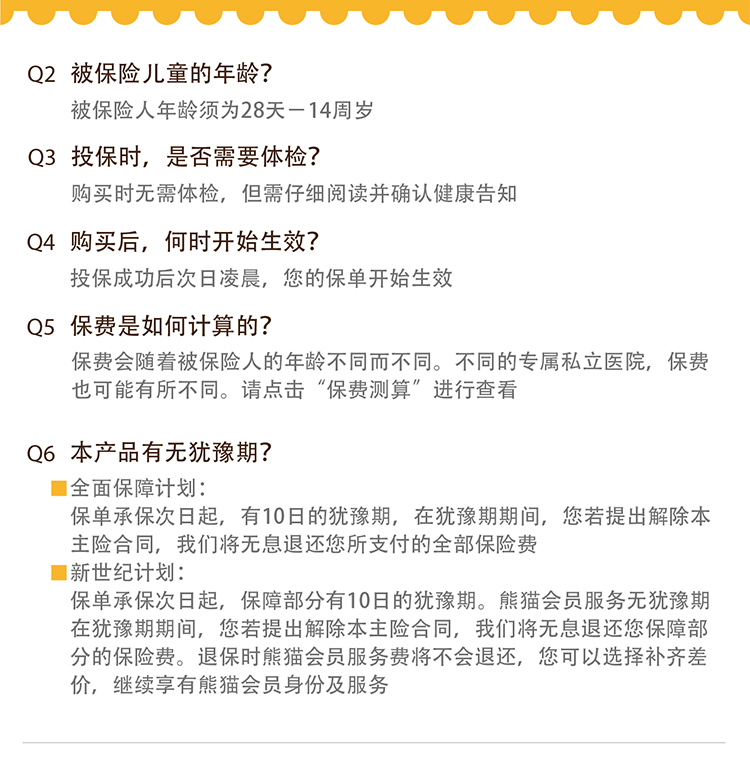 Q2 被保险儿童的年龄？
被保险人年龄须为28天－14周岁
Q3 投保时，是否需要体检？
购买时无需体检，但需仔细阅读并确认健康告知
Q4 购买后，何时开始生效？
投保成功后次日凌晨，您的保单开始生效
Q5 保费是如何计算的？
保费会随着被保险人的年龄不同而不同。不同的专属私立医院，保费
也可能有所不同。请点击“保费测算”进行查看
Q6 本产品有无犹豫期？
全面保障计划：
保单承保次日起，有10日的犹豫期，在犹豫期期间，您若提出解除本
主险合同，我们将无息退还您所支付的全部保险费
新世纪计划：
保单承保次日起，保障部分有10日的犹豫期。熊猫会员服务无犹豫期
在犹豫期期间，您若提出解除本主险合同，我们将无息退还您保障部
分的保险费。退保时熊猫会员服务费将不会退还，您可以选择补齐差
价，继续享有熊猫会员身份及服务